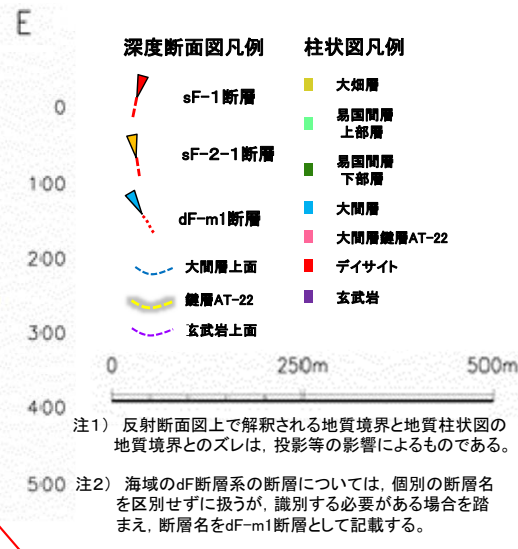 E
深度断面図凡例
柱状図凡例
sF-1断層
sF-2-1断層
dF-m1断層
大間層上面
鍵層AT-22
玄武岩上面
大畑層
易国間層
上部層
易国間層
下部層
大間層
大間層鍵層AT-22
デイサイト
玄武岩
0
100
200
300
400
500
0 250m 500m
注1） 反射断面図上で解釈される地質境界と地質柱状図の
地質境界とのズレは，投影等の影響によるものである。
注2） 海域のdF断層系の断層については，個別の断層名
を区別せずに扱うが，識別する必要がある場合を踏
まえ，断層名をdF-m1断層として記載する。